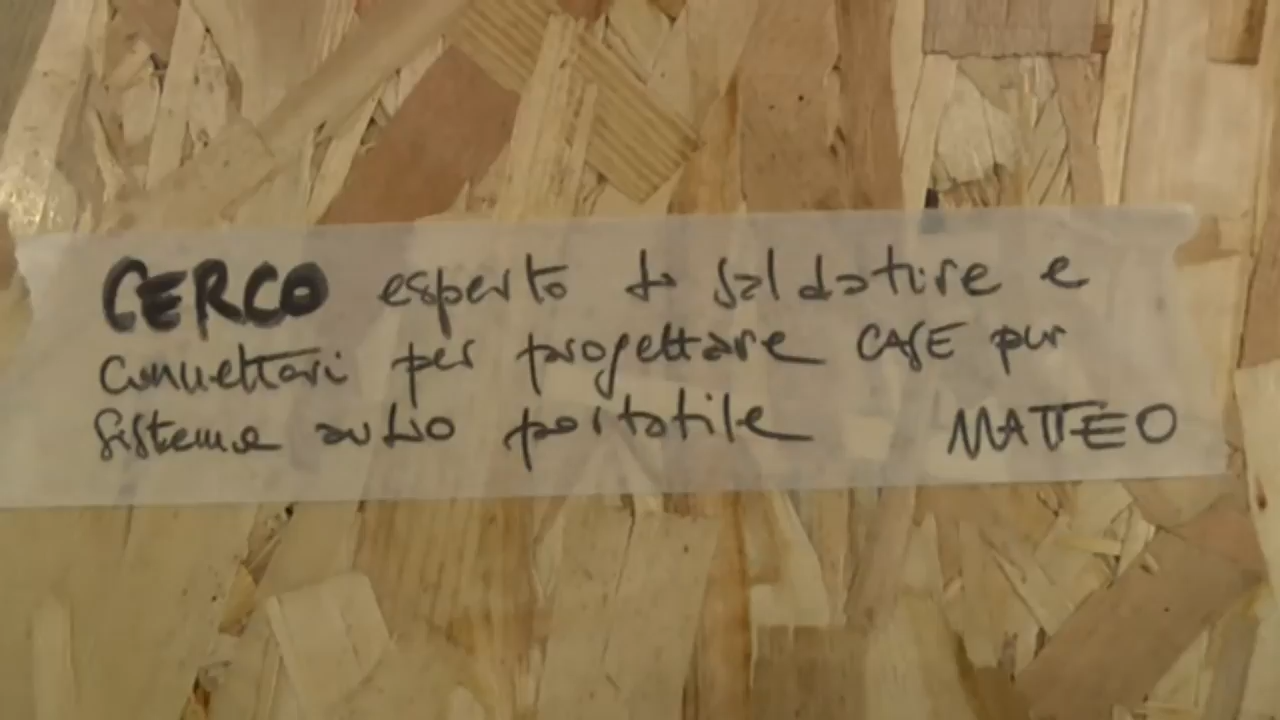 CERCO esperto di saldature e
connettori per progettare CASE per
sistema audio portatile MATTEO